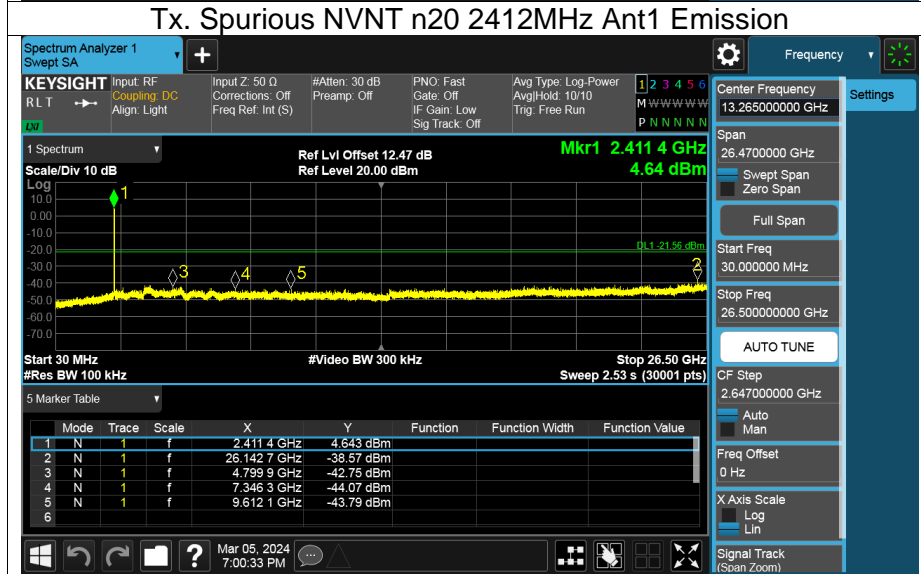 Tx. Spurious NVNT n20 2412MHz Ant1 Emission
Spectrum Analyzer 1
Swept SA
+
Frequency
KEYSIGHT
R L T
LXI
Input: RF
Coupling: DC
Align: Light
Input Z: 50 Ω
Corrections: Off
Freq Ref: Int (S)
#Atten: 30 dB
Preamp: Off
PNO: Fast
Gate: Off
IF Gain: Low
Sig Track: Off
Avg Type: Log-Power
Avg|Hold: 10/10
Trig: Free Run
1 2 3 4 5 6
M W W W W W
P N N N N N
1 Spectrum
Scale/Div 10 dB
Ref Lvl Offset 12.47 dB
Ref Level 20.00 dBm
Mkr1 2.411 4 GHz
4.64 dBm
Log
10.0
0.00
-10.0
-20.0
-30.0
-40.0
-50.0
-60.0
-70.0
1
3
4
5
2
DL1 -21.56 dBm
Start 30 MHz
#Res BW 100 kHz
#Video BW 300 kHz
Stop 26.50 GHz
Sweep 2.53 s (30001 pts)
5 Marker Table
Mode Trace Scale X Y Function Function Width Function Value
1 N 1 f 2.411 4 GHz 4.643 dBm
2 N 1 f 26.142 7 GHz -38.57 dBm
3 N 1 f 4.799 9 GHz -42.75 dBm
4 N 1 f 7.346 3 GHz -44.07 dBm
5 N 1 f 9.612 1 GHz -43.79 dBm
6
?
Mar 05, 2024
7:00:33 PM
Center Frequency
13.265000000 GHz
Settings
Span
26.4700000 GHz
Swept Span
Zero Span
Full Span
Start Freq
30.000000 MHz
Stop Freq
26.500000000 GHz
AUTO TUNE
CF Step
2.647000000 GHz
Auto
Man
Freq Offset
0 Hz
X Axis Scale
Log
Lin
Signal Track
(Span Zoom)